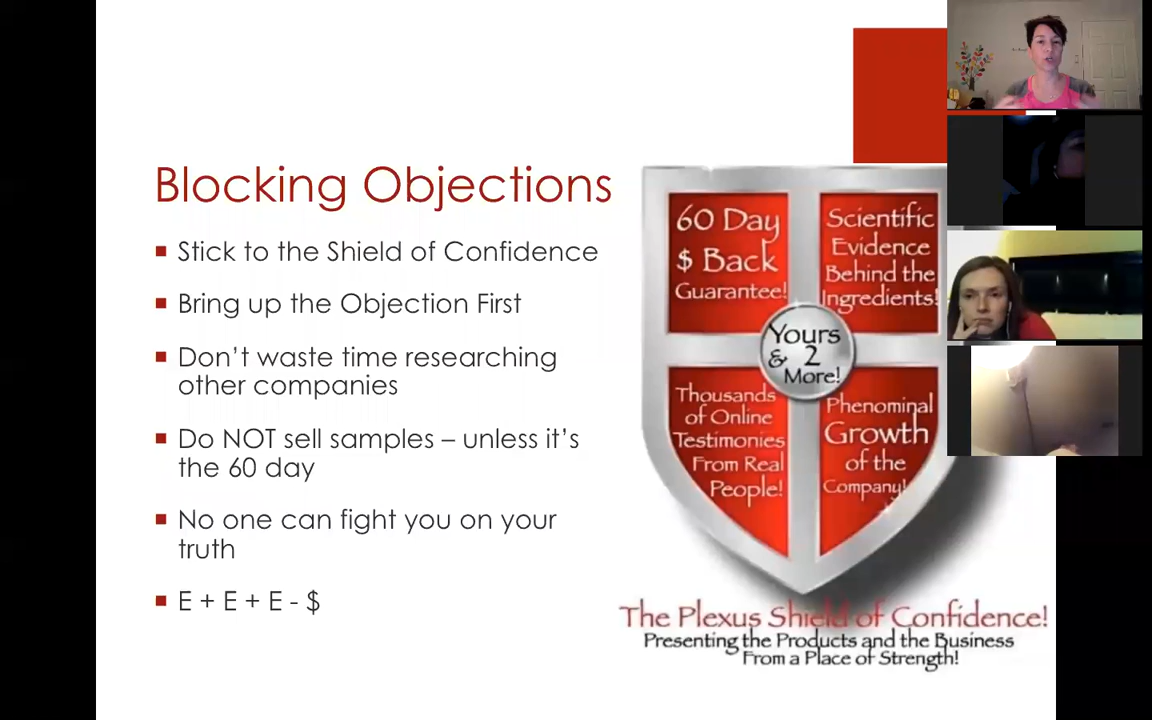 Blocking Objections
Stick to the Shield of Confidence
Bring up the Objection First
Don't waste time researching
other companies
Do NOT sell samples – unless it's
the 60 day
No one can fight you on your
truth
E + E + E - $
60 Day
$ Back
Guarantee!
Scientific
Evidence
Behind the
Ingredients!
Yours
& 2
More!
Thousands
of Online
Testimonies
From Real
People!
Phenominal
Growth
of the
Company!
The Plexus Shield of Confidence!
Presenting the Products and the Business
From a Place of Strength!